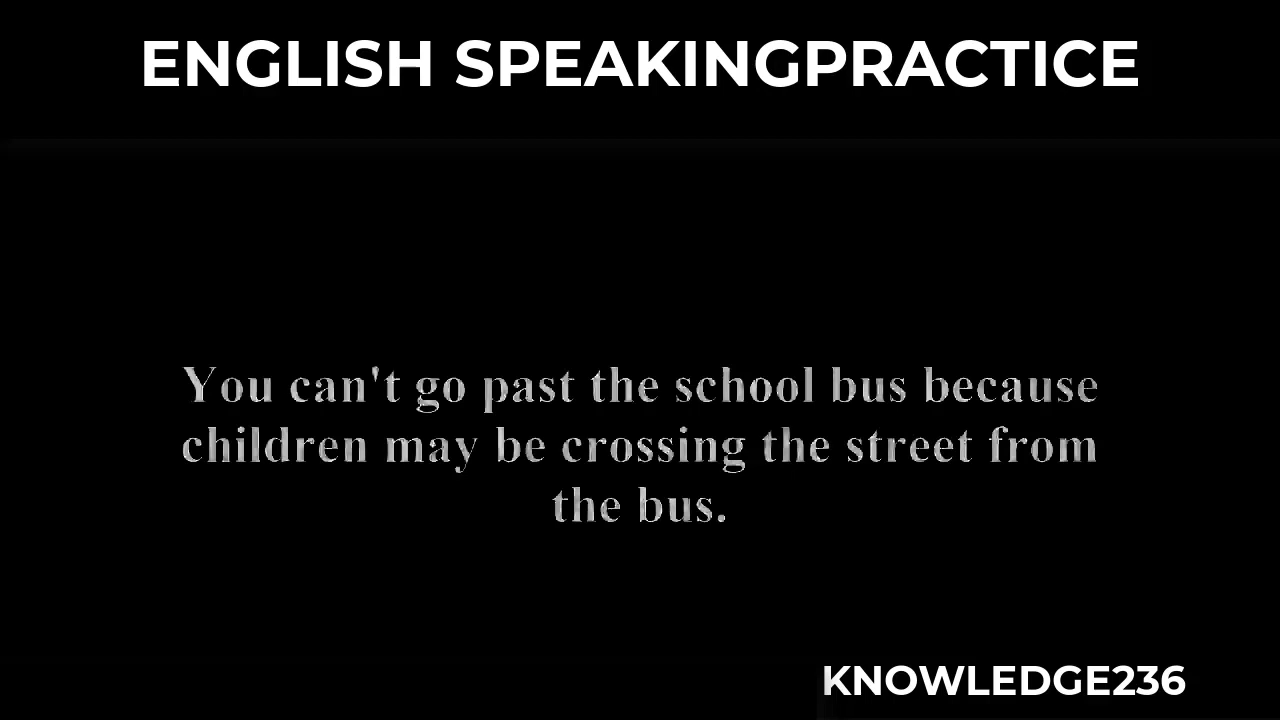 ENGLISH SPEAKINGPRACTICE
You can't go past the school bus because
children may be crossing the street from
the bus.
KNOWLEDGE236